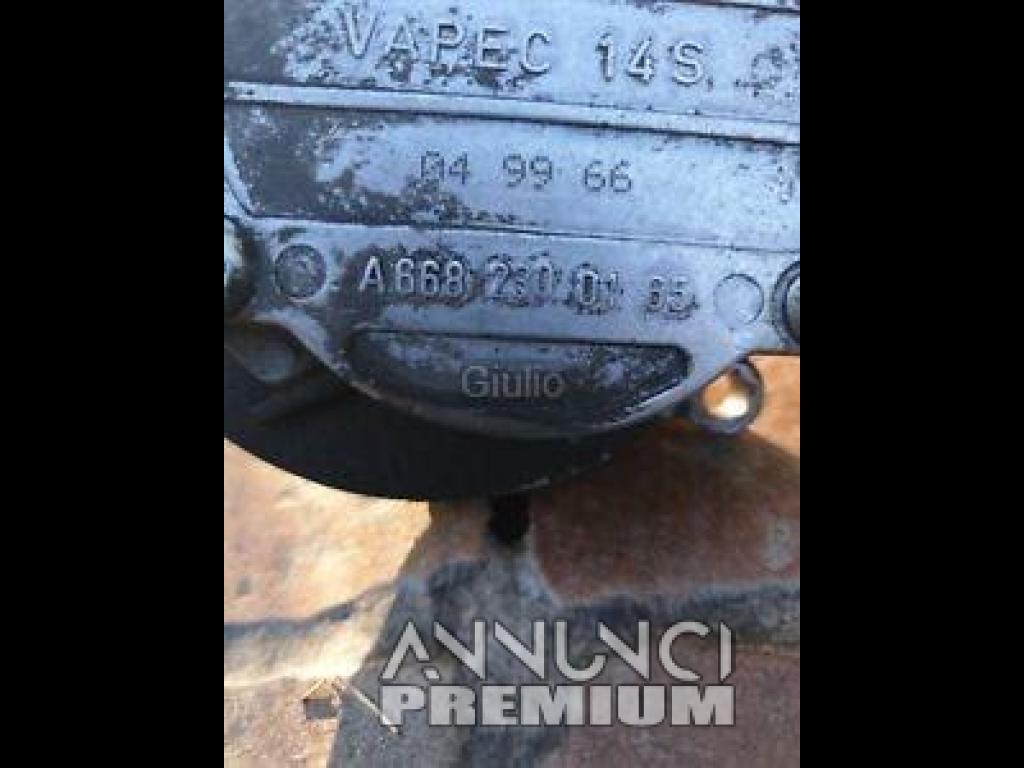 VAPEC 14S
04 99 66
A668 230 01 65
Giulio
ANNUNCI
PREMIUM